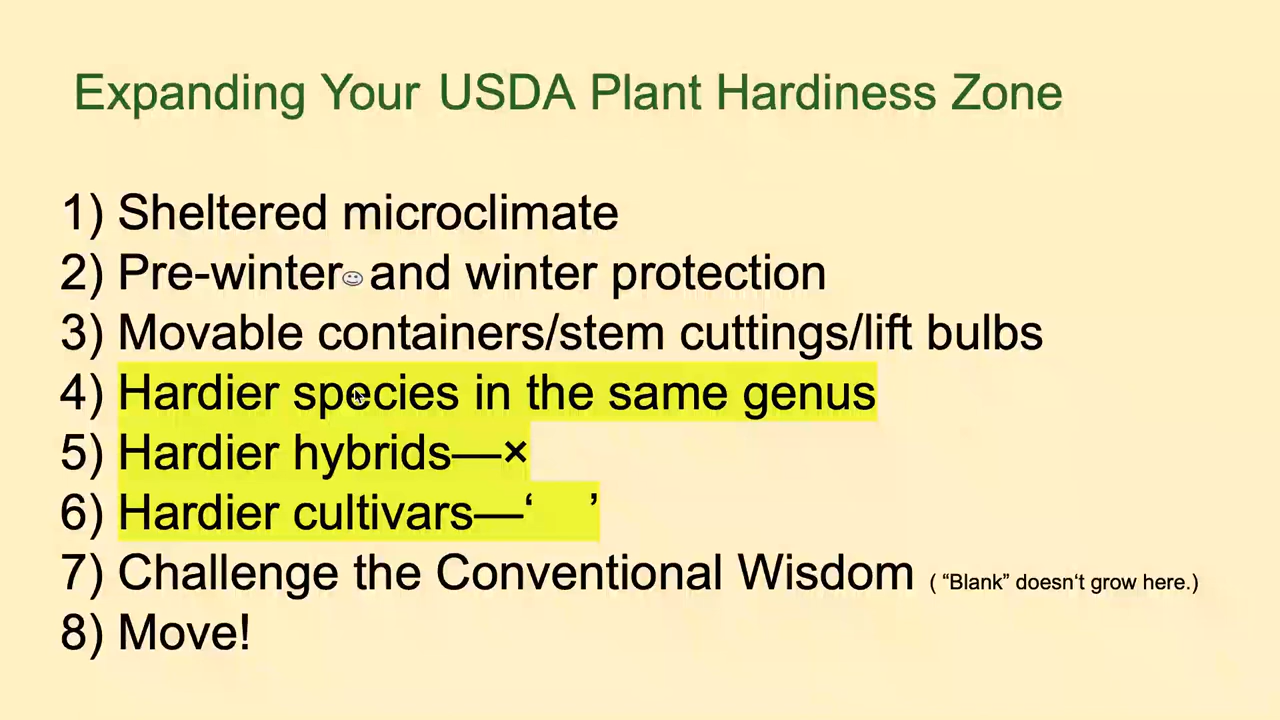 Expanding Your USDA Plant Hardiness Zone
1) Sheltered microclimate
2) Pre-winter and winter protection
3) Movable containers/stem cuttings/lift bulbs
4) Hardier species in the same genus
5) Hardier hybrids—×
6) Hardier cultivars—‘ ’
7) Challenge the Conventional Wisdom ( “Blank” doesn‘t grow here.)
8) Move!